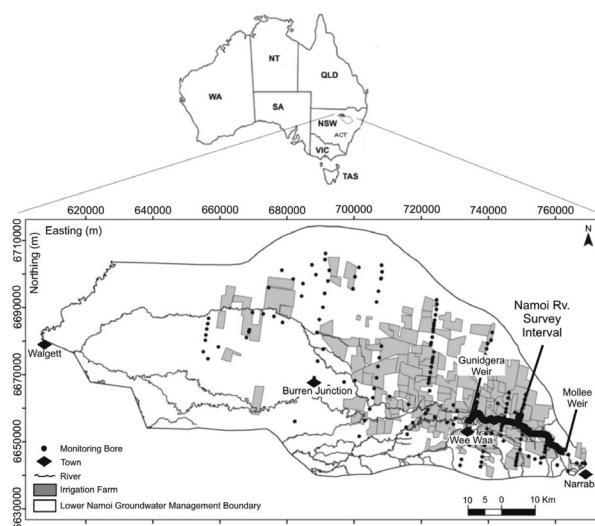 NT
QLD
WA
SA
NSW
ACT
VIC
TAS
620000 640000 660000 680000 700000 720000 740000 760000
Easting (m)
N
Northing (m)
6710000
6690000
6670000
6650000
6630000
Namoi Rv.
Survey
Interval
Gunidgera
Weir
Mollee
Weir
Walgett
Burren Junction
Wee Waa
Narrab
Monitoring Bore
Town
River
Irrigation Farm
Lower Namoi Groundwater Management Boundary
10 5 0 10 Km